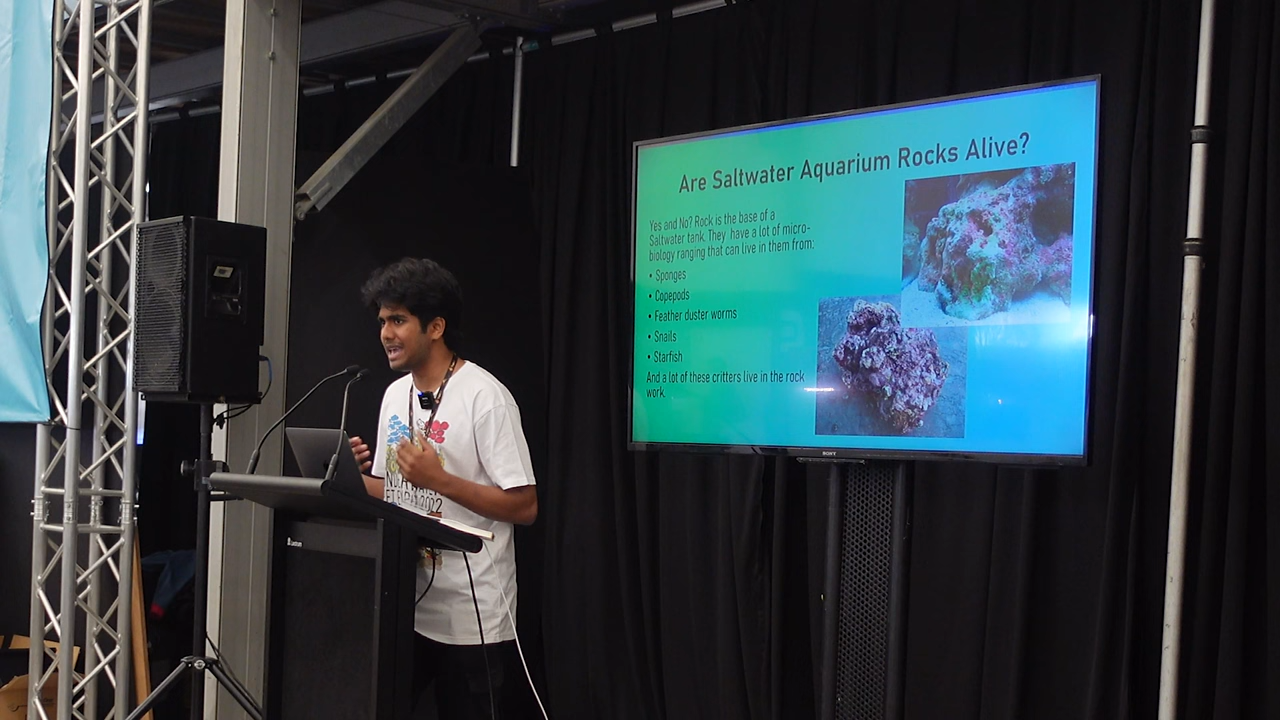 Are Saltwater Aquarium Rocks Alive?
Yes and No? Rock is the base of a
Saltwater tank. They have a lot of micro-
biology ranging that can live in them from;
• Sponges
• Copepods
• Feather duster worms
• Snails
• Starfish
And a lot of these critters live in the rock
work.
SONY
2022